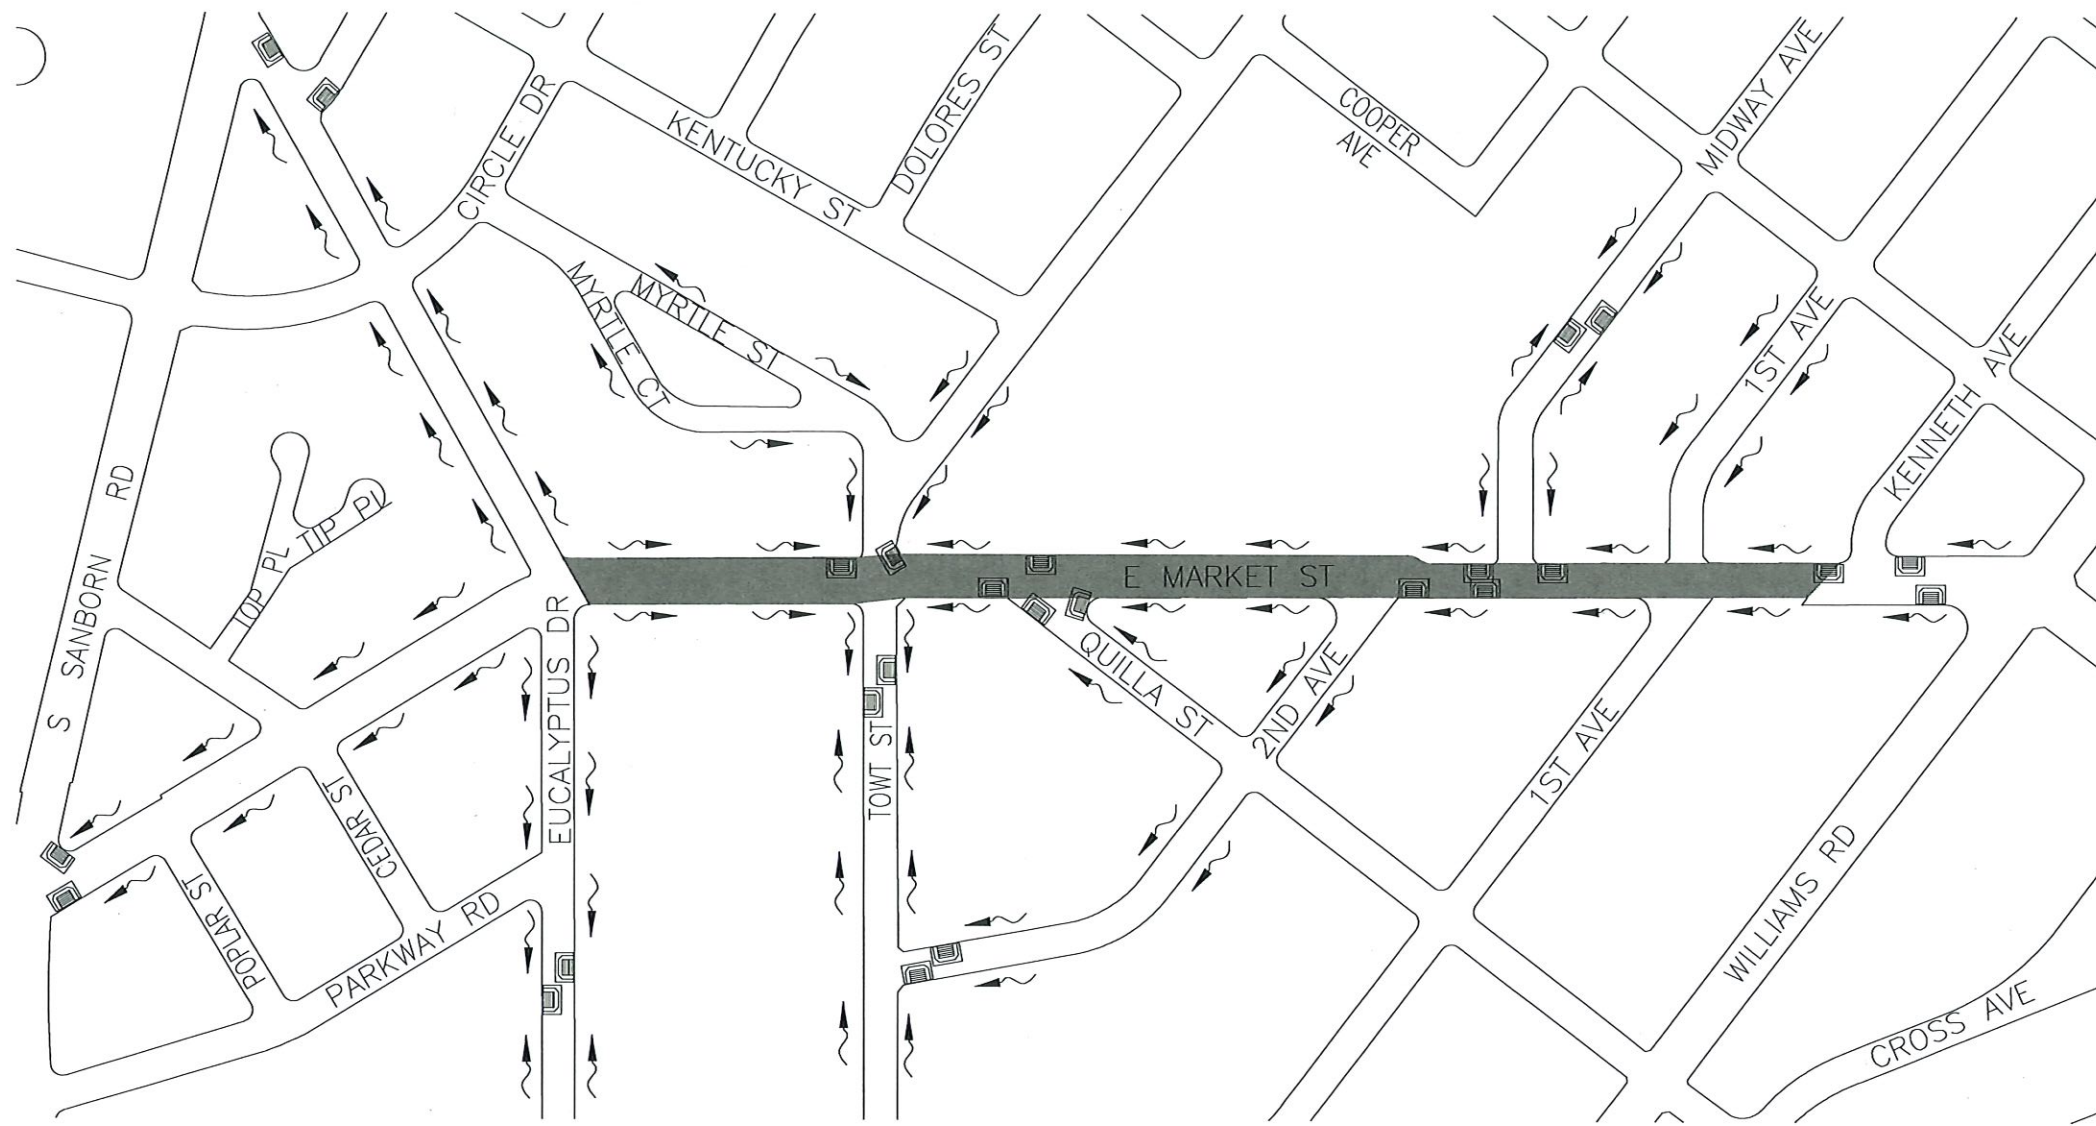 CIRCLE DR
KENTUCKY ST
DOLORES ST
COOPER
AVE
MIDWAY AVE
MYRTLE CT
MYRTLE ST
1ST AVE
KENNETH AVE
S SANBORN RD
TOP PL
TIP PL
E MARKET ST
EUCALYPTUS DR
QUILLA ST
2ND AVE
TOWT ST
1ST AVE
CEDAR ST
POPLAR ST
PARKWAY RD
WILLIAMS RD
CROSS AVE